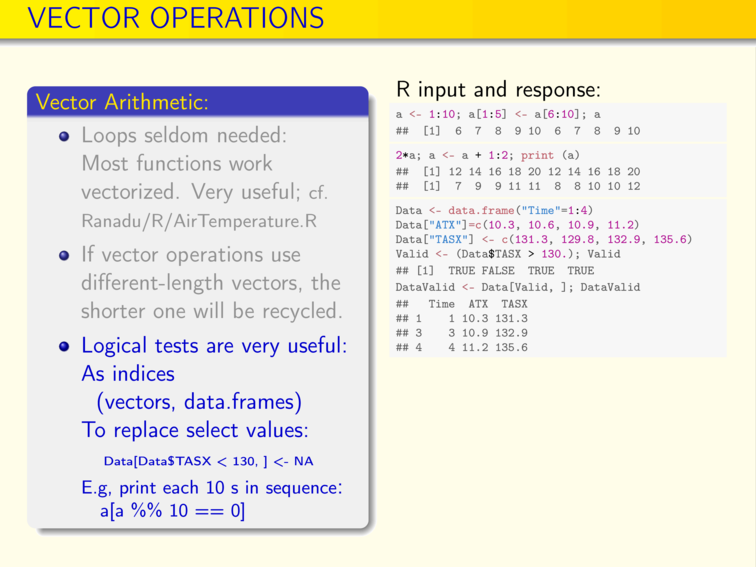 VECTOR OPERATIONS
Vector Arithmetic:
Loops seldom needed:
Most functions work
vectorized. Very useful; cf.
Ranadu/R/AirTemperature.R
If vector operations use
different-length vectors, the
shorter one will be recycled.
Logical tests are very useful:
As indices
(vectors, data.frames)
To replace select values:
Data[Data$TASX < 130, ] <- NA
E.g, print each 10 s in sequence:
a[a %% 10 == 0]
R input and response:
a <- 1:10; a[1:5] <- a[6:10]; a
## [1] 6 7 8 9 10 6 7 8 9 10
2*a; a <- a + 1:2; print (a)
## [1] 12 14 16 18 20 12 14 16 18 20
## [1] 7 9 9 11 11 8 8 10 10 12
Data <- data.frame("Time"=1:4)
Data["ATX"]=c(10.3, 10.6, 10.9, 11.2)
Data["TASX"] <- c(131.3, 129.8, 132.9, 135.6)
Valid <- (Data$TASX > 130.); Valid
## [1] TRUE FALSE TRUE TRUE
DataValid <- Data[Valid, ]; DataValid
## Time ATX TASX
## 1 1 10.3 131.3
## 3 3 10.9 132.9
## 4 4 11.2 135.6